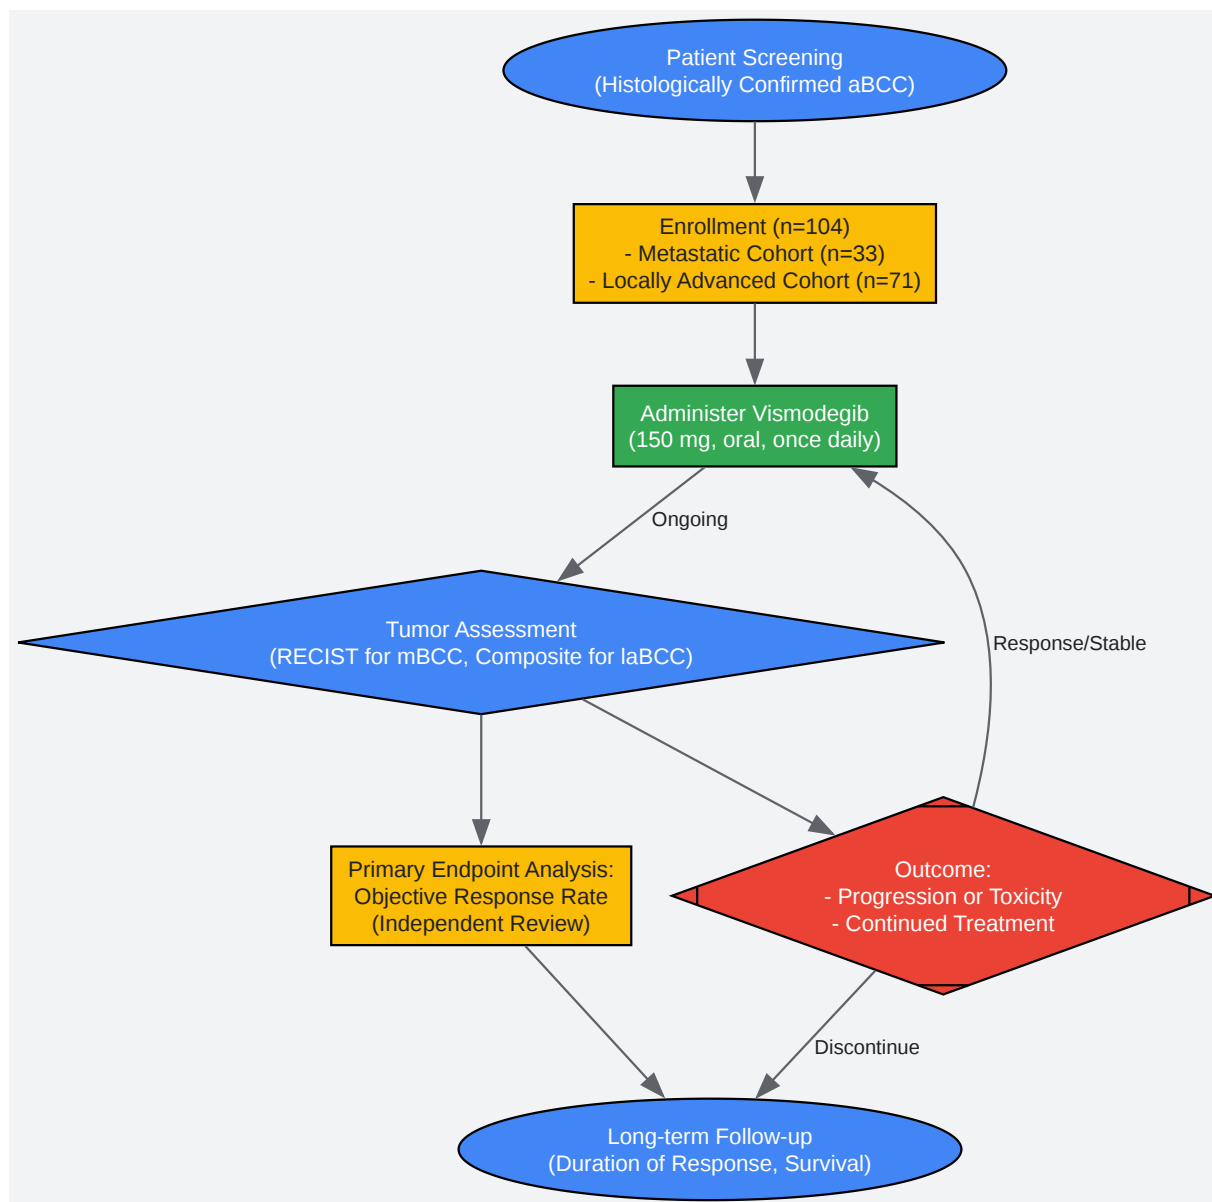 Patient Screening
(Histologically Confirmed aBCC)
Enrollment (n=104)
- Metastatic Cohort (n=33)
- Locally Advanced Cohort (n=71)
Administer Vismodegib
(150 mg, oral, once daily)
Ongoing
Tumor Assessment
(RECIST for mBCC, Composite for laBCC)
Response/Stable
Primary Endpoint Analysis:
Objective Response Rate
(Independent Review)
Outcome:
- Progression or Toxicity
- Continued Treatment
Discontinue
Long-term Follow-up
(Duration of Response, Survival)